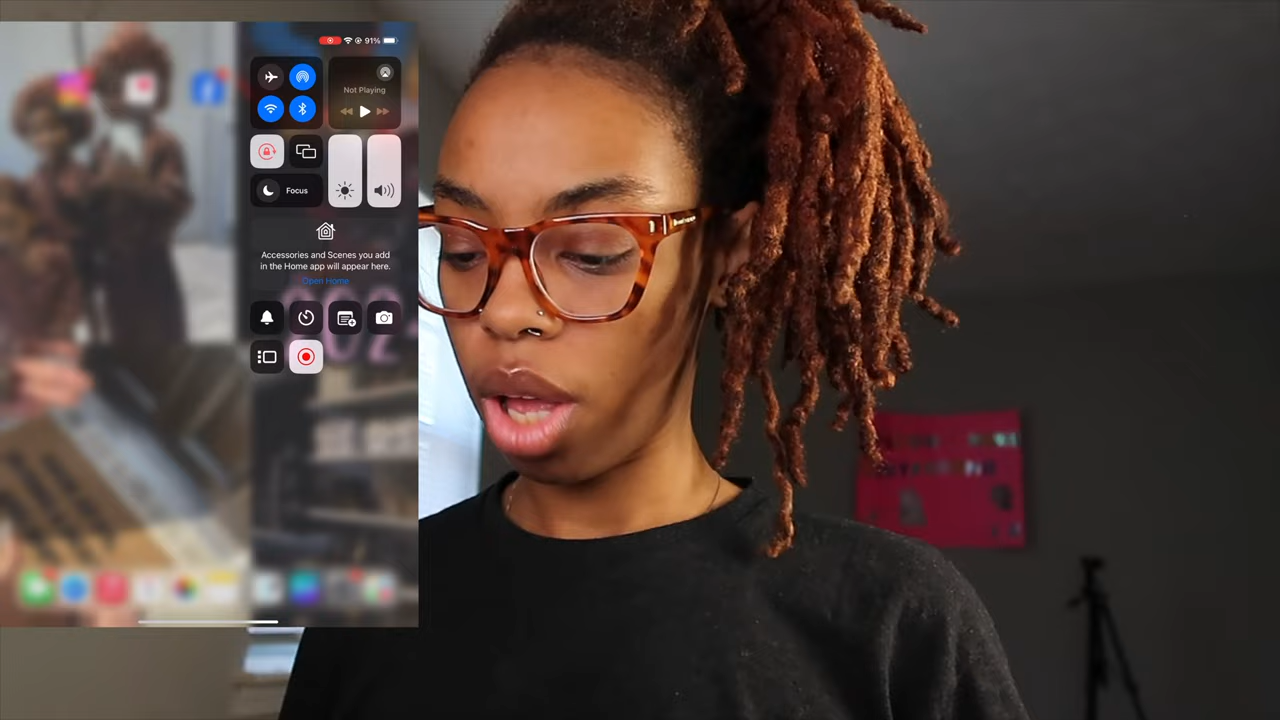 91%
Not Playing
Focus
Accessories and Scenes you add
in the Home app will appear here.
Open Home